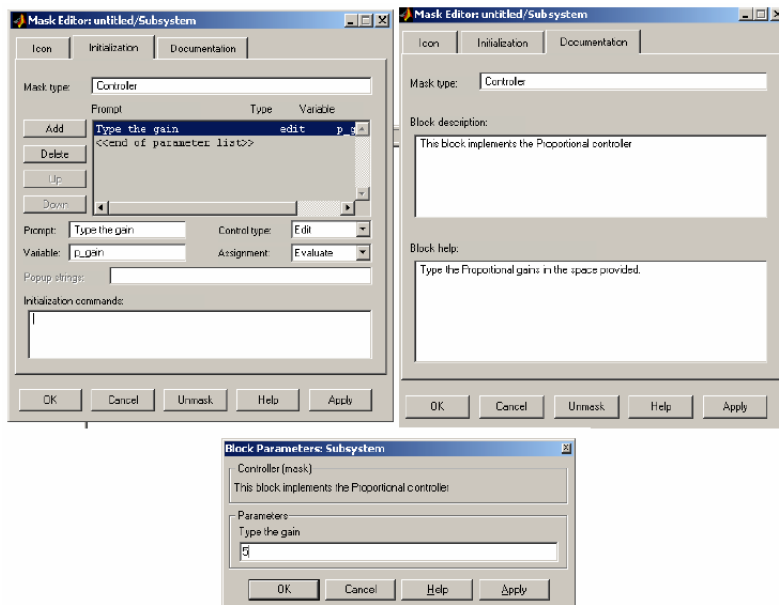 Mask Editor: untitled/Subsystem
Icon Initialization Documentation
Mask type: Controller
Prompt Type Variable
Add
Type the gain edit p_g
<<end of parameter list>>
Delete
Up
Down
Prompt: Type the gain Control type: Edit
Variable: p_gain Assignment: Evaluate
Popup strings:
Initialization commands:
OK Cancel Unmask Help Apply
Mask Editor: untitled/Subsystem
Icon Initialization Documentation
Mask type: Controller
Block description:
This block implements the Proportional controller
Block help:
Type the Proportional gains in the space provided.
OK Cancel Unmask Help Apply
Block Parameters: Subsystem
Controller (mask)
This block implements the Proportional controller
Parameters
Type the gain
5
OK Cancel Help Apply